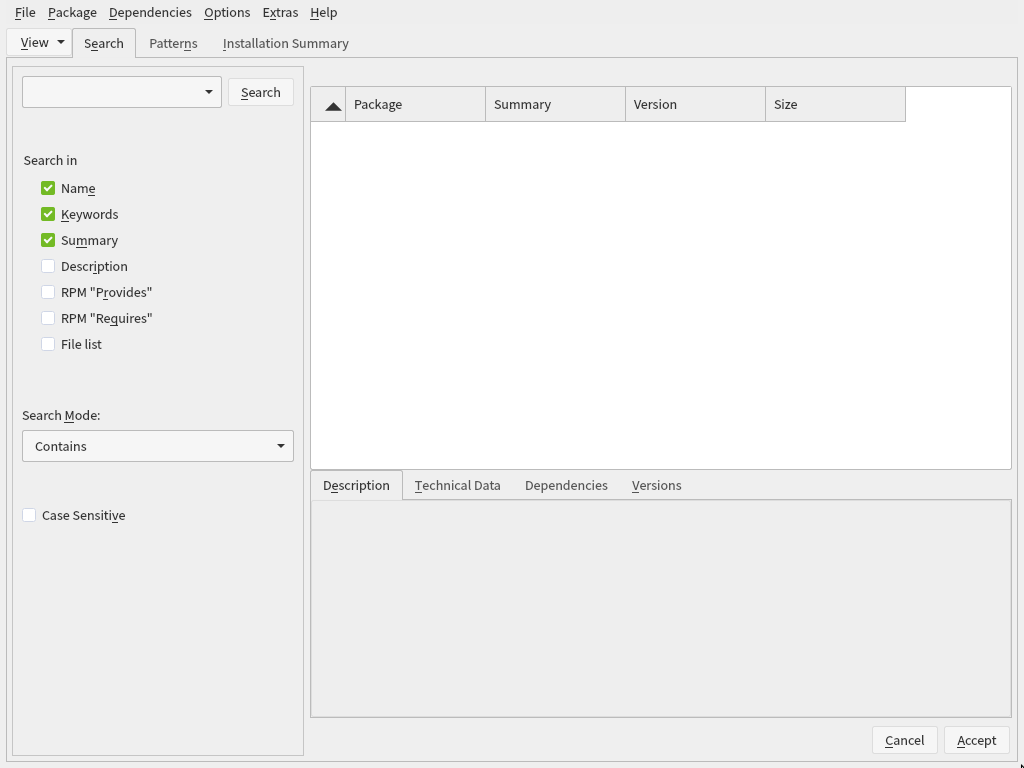 File Package Dependencies Options Extras Help
View Search Patterns Installation Summary
Search
Package Summary Version Size
Search in
Name
Keywords
Summary
Description
RPM "Provides"
RPM "Requires"
File list
Search Mode:
Contains
Case Sensitive
Description Technical Data Dependencies Versions
Cancel Accept